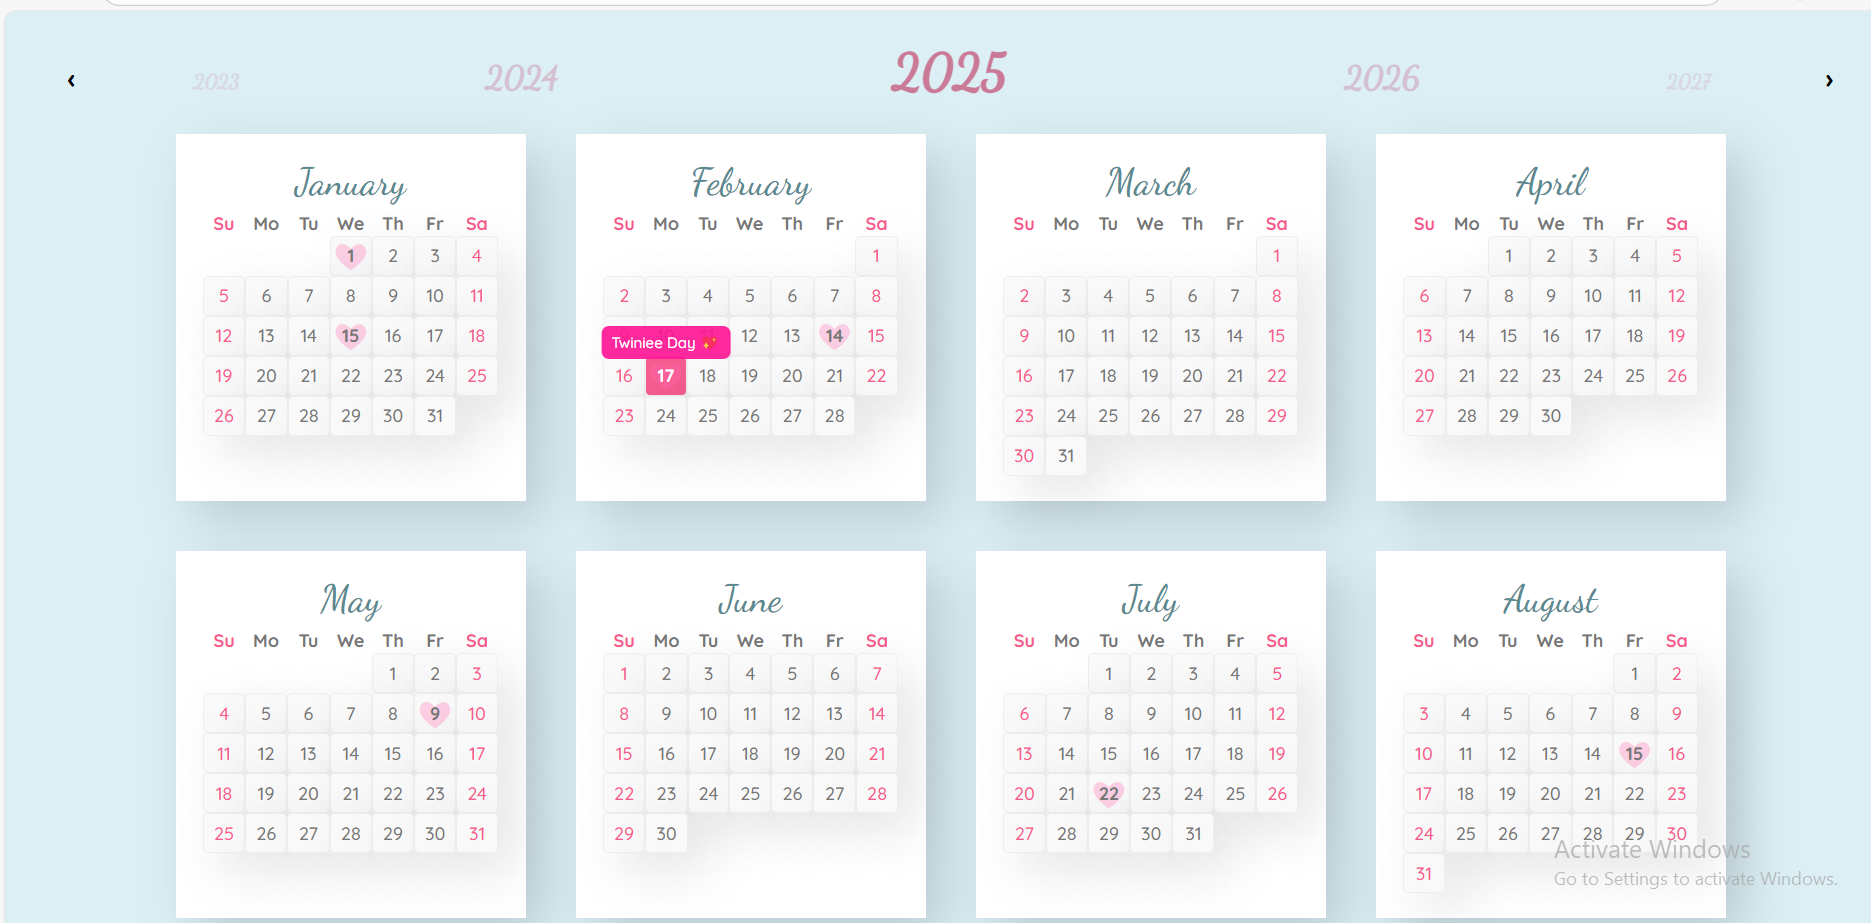 ‹ 2023 2024 2025 2026 2027 ›
January
Su Mo Tu We Th Fr Sa
1 2 3 4
5 6 7 8 9 10 11
12 13 14 15 16 17 18
19 20 21 22 23 24 25
26 27 28 29 30 31
February
Su Mo Tu We Th Fr Sa
1
2 3 4 5 6 7 8
12 13 14 15
Twiniee Day ✨
16 17 18 19 20 21 22
23 24 25 26 27 28
March
Su Mo Tu We Th Fr Sa
1
2 3 4 5 6 7 8
9 10 11 12 13 14 15
16 17 18 19 20 21 22
23 24 25 26 27 28 29
30 31
April
Su Mo Tu We Th Fr Sa
1 2 3 4 5
6 7 8 9 10 11 12
13 14 15 16 17 18 19
20 21 22 23 24 25 26
27 28 29 30
May
Su Mo Tu We Th Fr Sa
1 2 3
4 5 6 7 8 9 10
11 12 13 14 15 16 17
18 19 20 21 22 23 24
25 26 27 28 29 30 31
June
Su Mo Tu We Th Fr Sa
1 2 3 4 5 6 7
8 9 10 11 12 13 14
15 16 17 18 19 20 21
22 23 24 25 26 27 28
29 30
July
Su Mo Tu We Th Fr Sa
1 2 3 4 5
6 7 8 9 10 11 12
13 14 15 16 17 18 19
20 21 22 23 24 25 26
27 28 29 30 31
August
Su Mo Tu We Th Fr Sa
1 2
3 4 5 6 7 8 9
10 11 12 13 14 15 16
17 18 19 20 21 22 23
24 25 26 27 28 29 30
31
Activate Windows
Go to Settings to activate Windows.